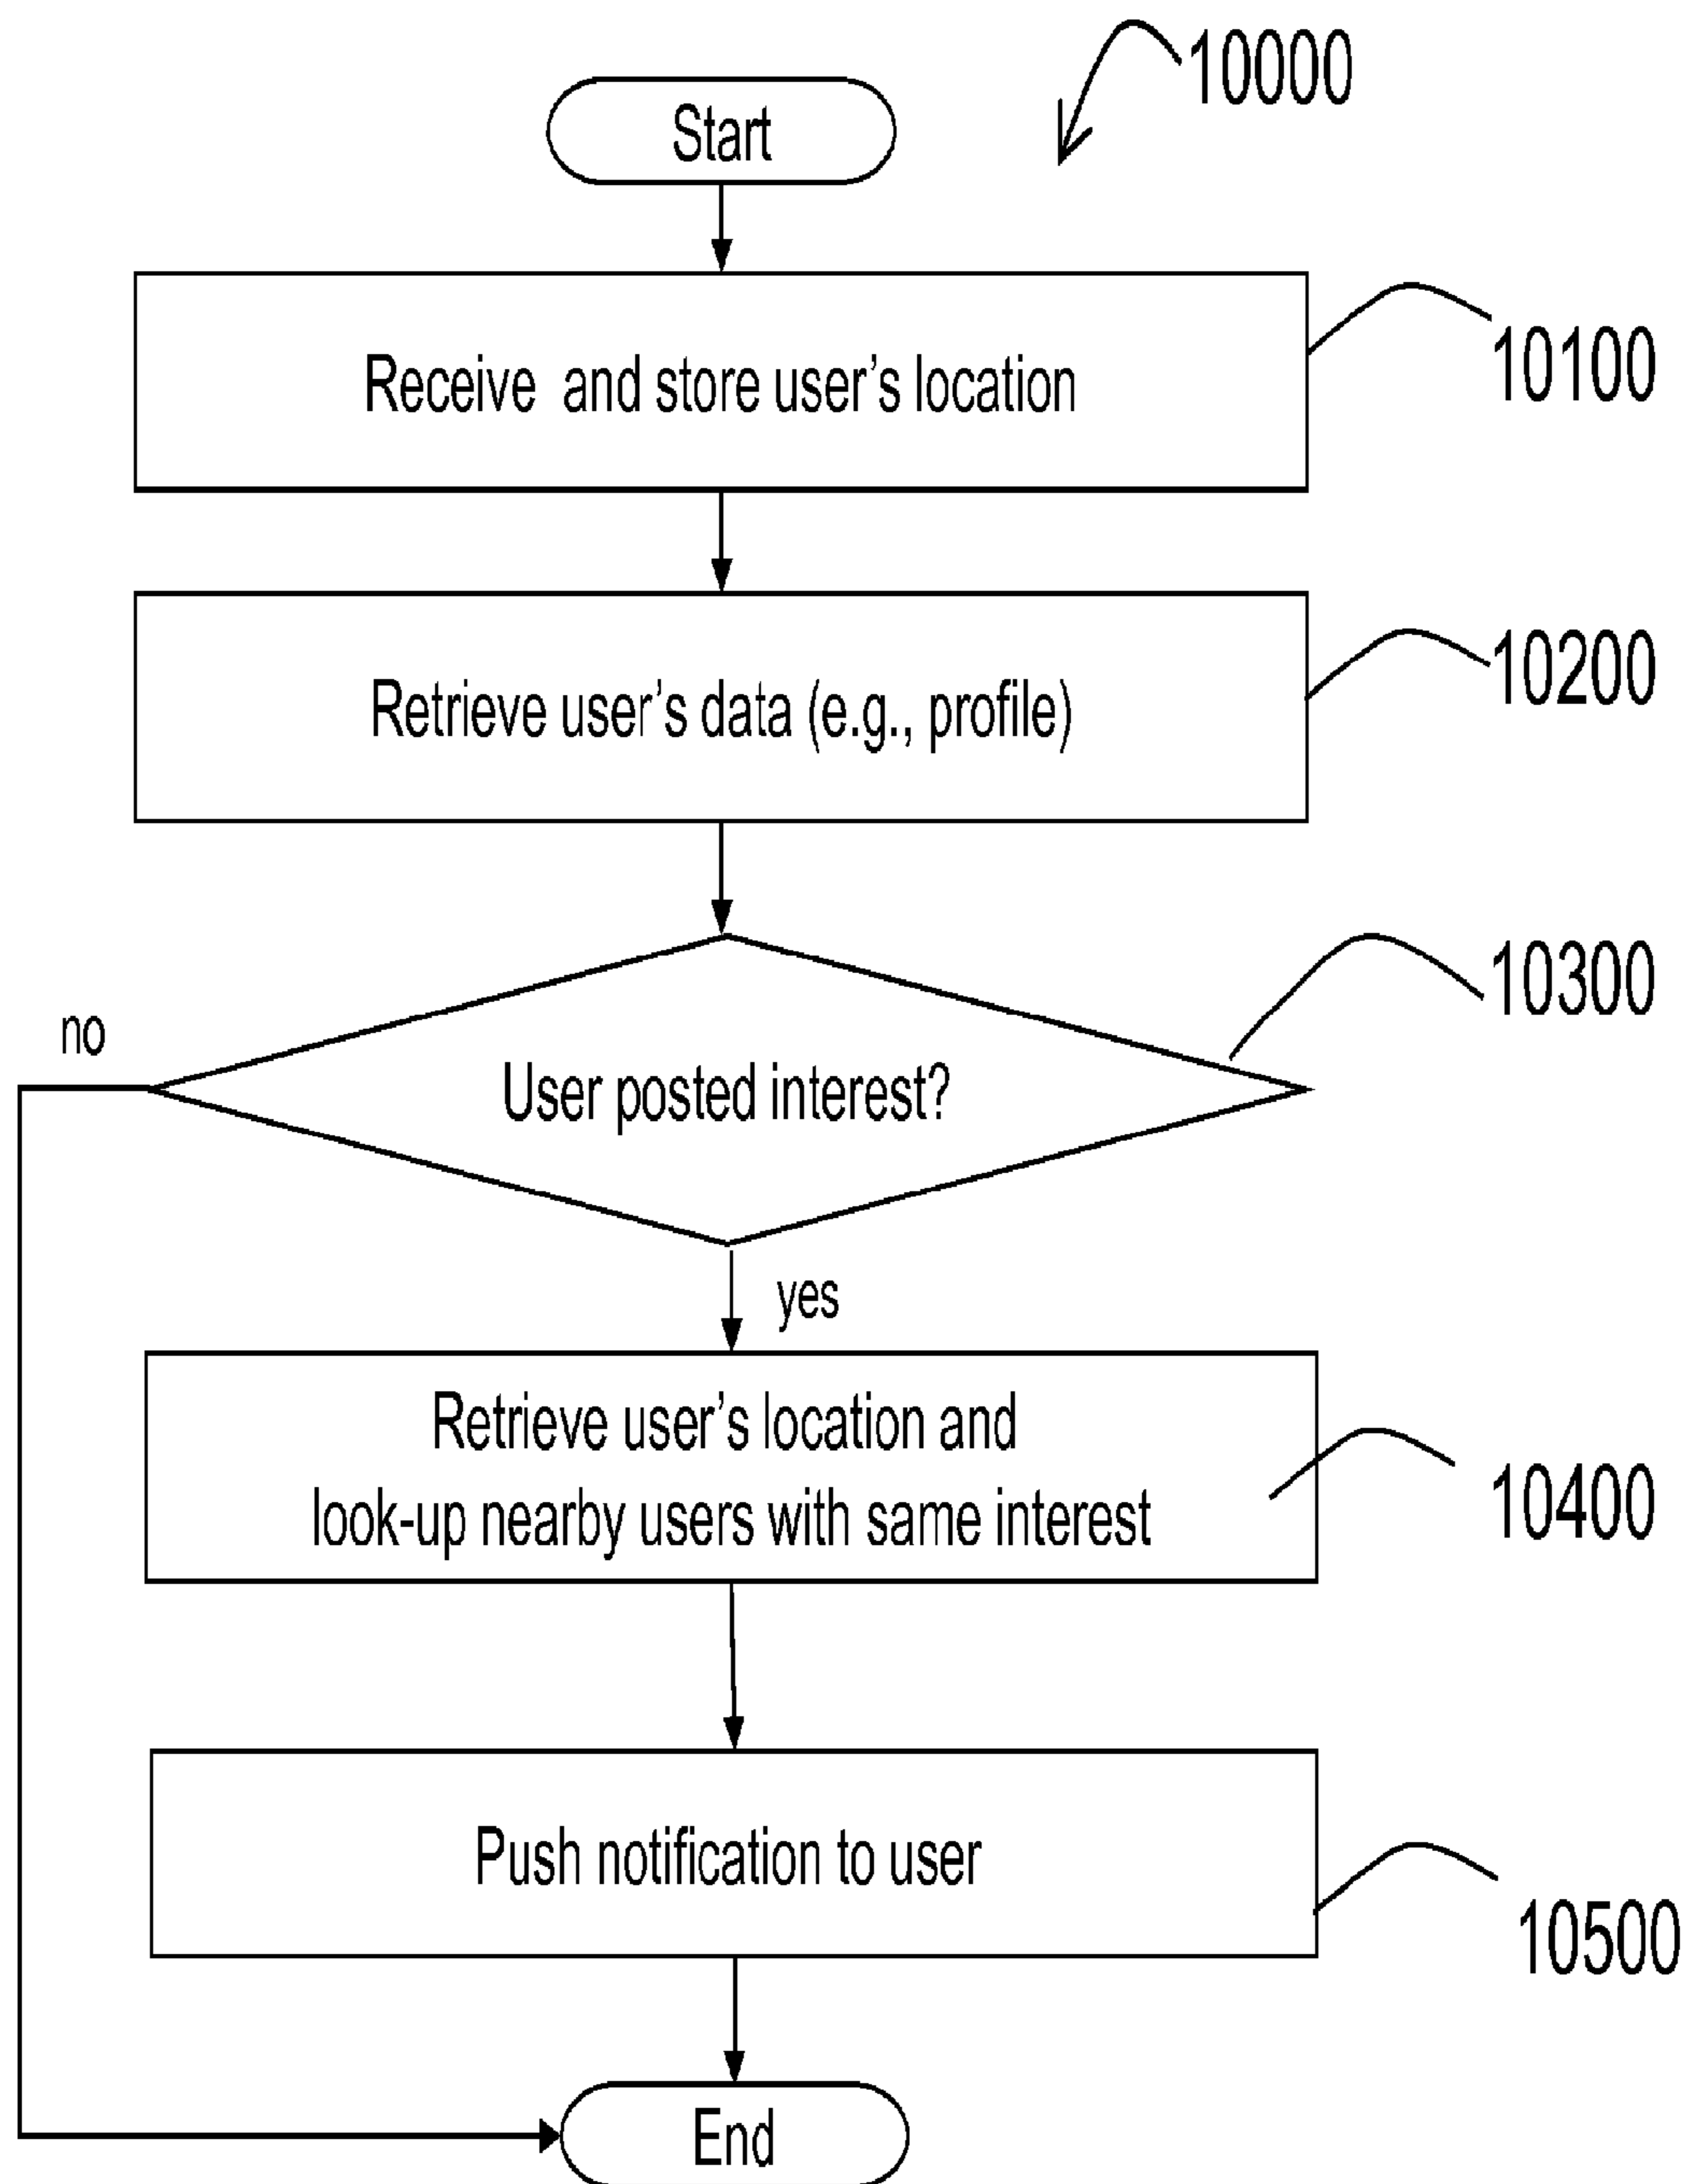 10000
Start
Receive and store user's location
10100
Retrieve user's data (e.g., profile)
10200
User posted interest?
10300
no
yes
Retrieve user's location and
look-up nearby users with same interest
10400
Push notification to user
10500
End